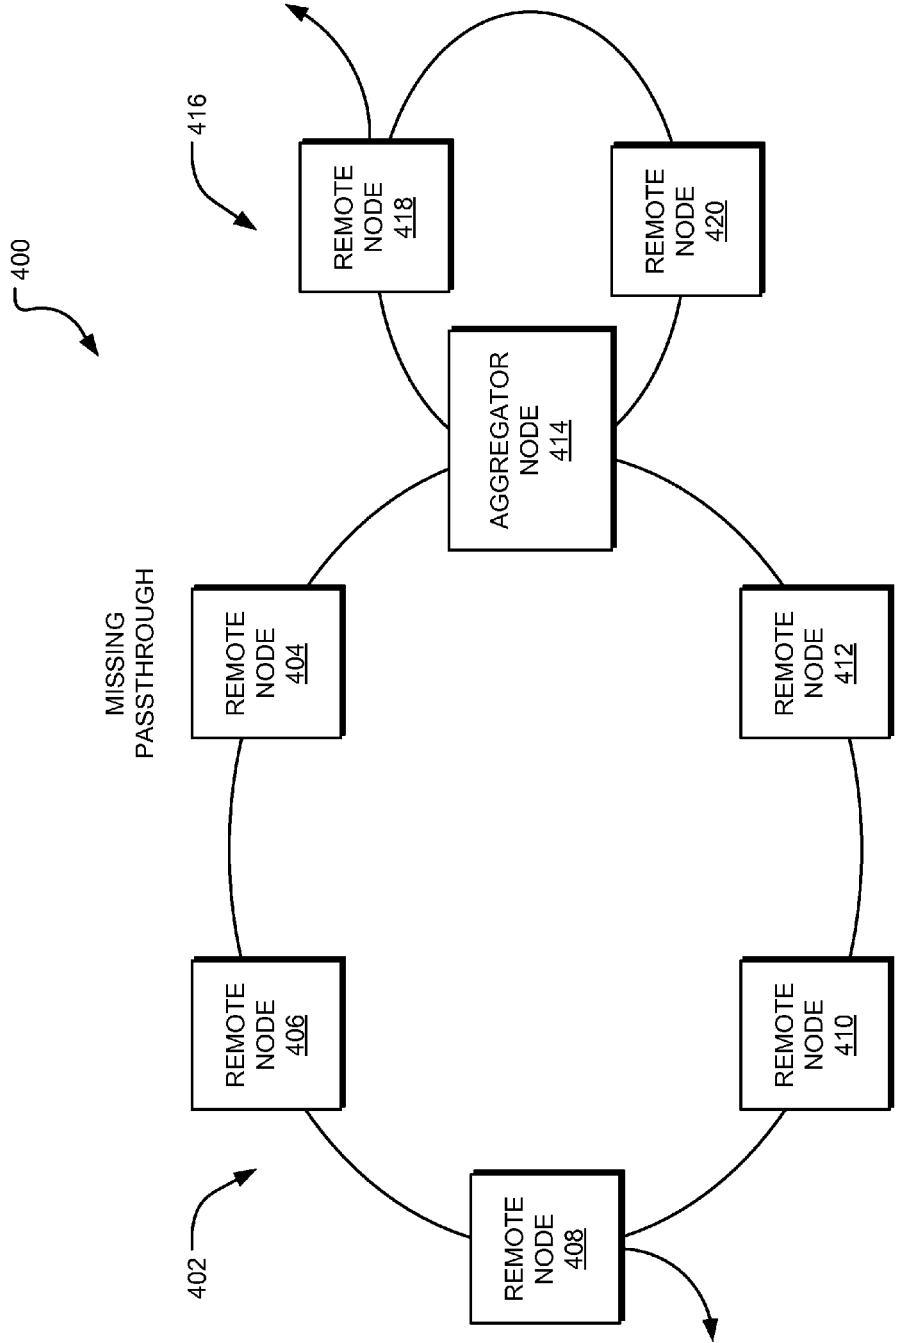 400
MISSING
PASSTHROUGH
402
416
REMOTE
NODE
406
REMOTE
NODE
404
REMOTE
NODE
418
REMOTE
NODE
408
AGGREGATOR
NODE
414
REMOTE
NODE
420
REMOTE
NODE
410
REMOTE
NODE
412